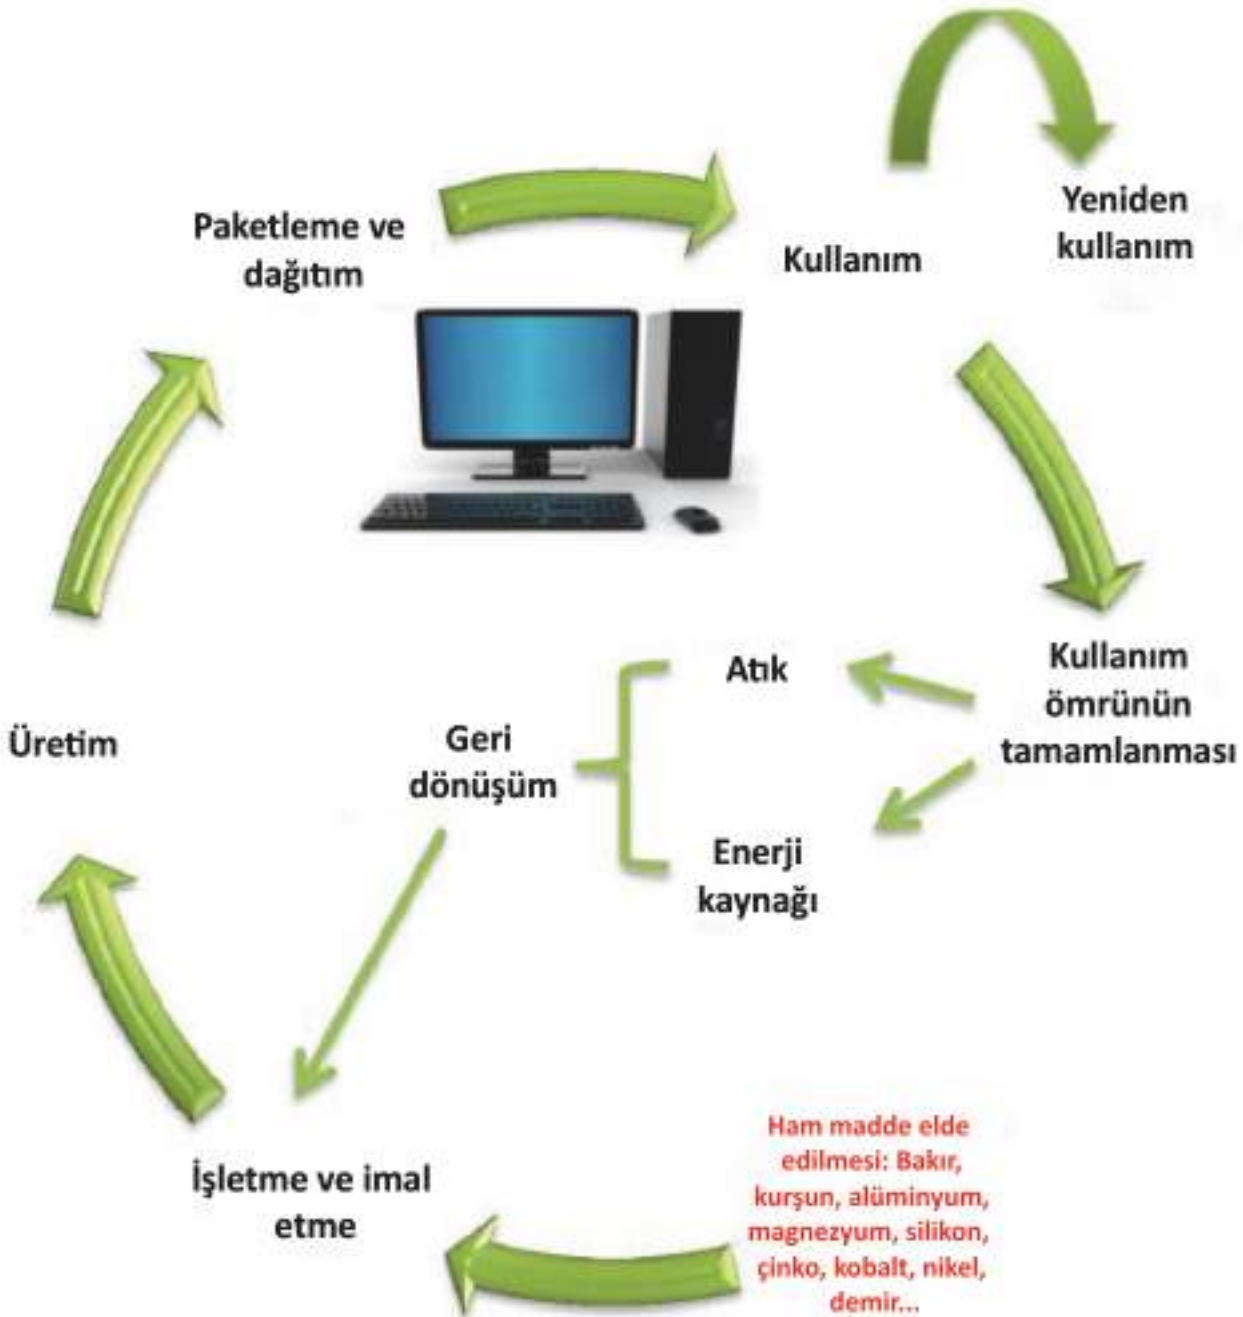 Yeniden
kullanım
Paketleme ve
dağıtım
Kullanım
Kullanım
ömrünün
tamamlanması
Atık
Üretim
Geri
dönüşüm
Enerji
kaynağı
İşletme ve imal
etme
Ham madde elde
edilmesi: Bakır,
kurşun, alüminyum,
magnezyum, silikon,
çinko, kobalt, nikel,
demir...